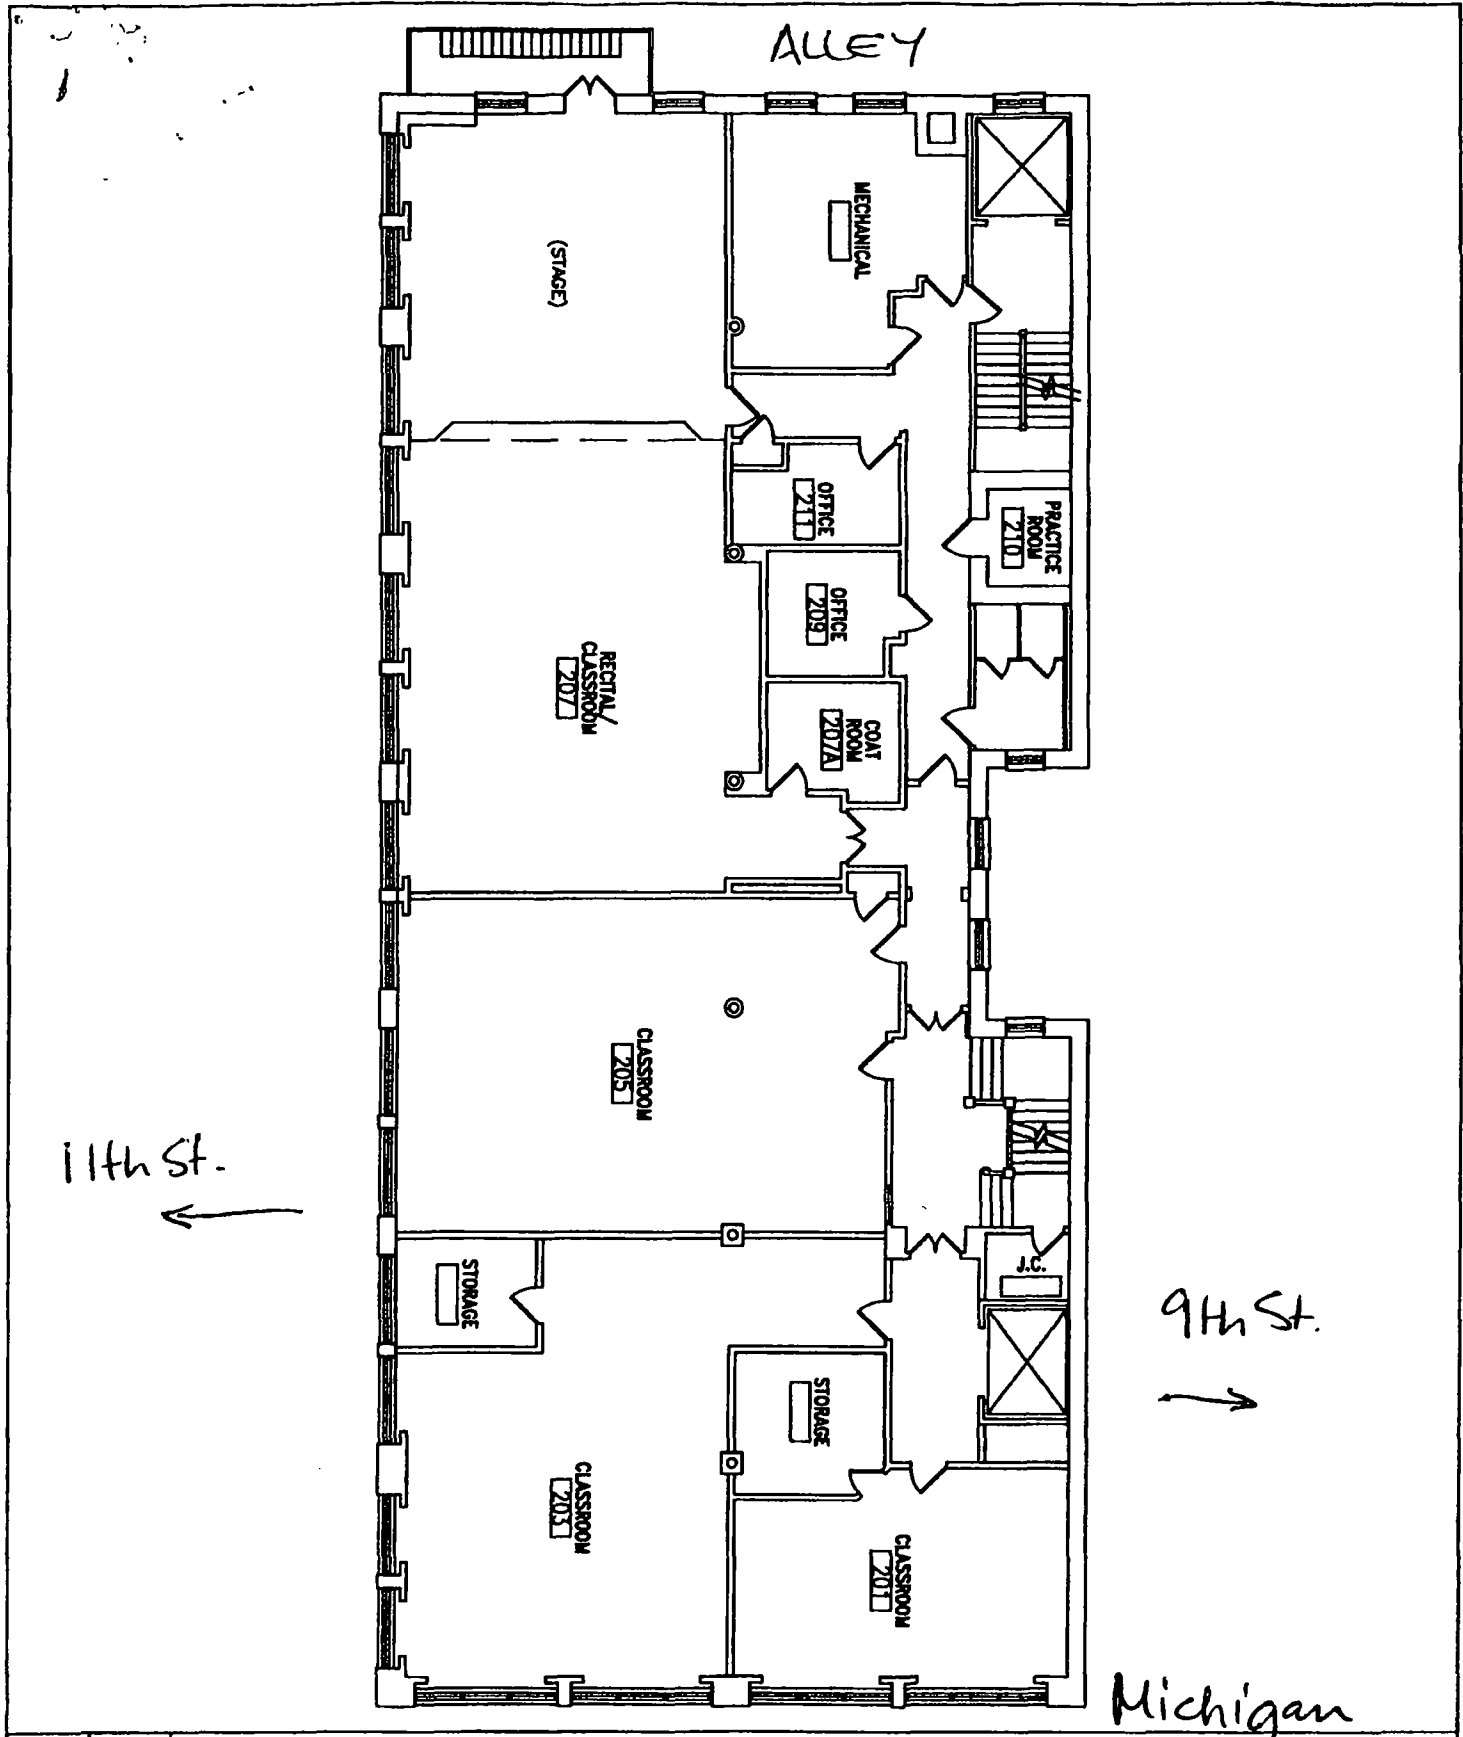 ALLEY
MECHANICAL
(STAGE)
PRACTICE
ROOM
210
OFFICE
211
OFFICE
209
RECITAL/
CLASSROOM
207
COAT
ROOM
207A
CLASSROOM
205
11th St.
J.C.
STORAGE
9th St.
STORAGE
CLASSROOM
203
CLASSROOM
201
Michigan